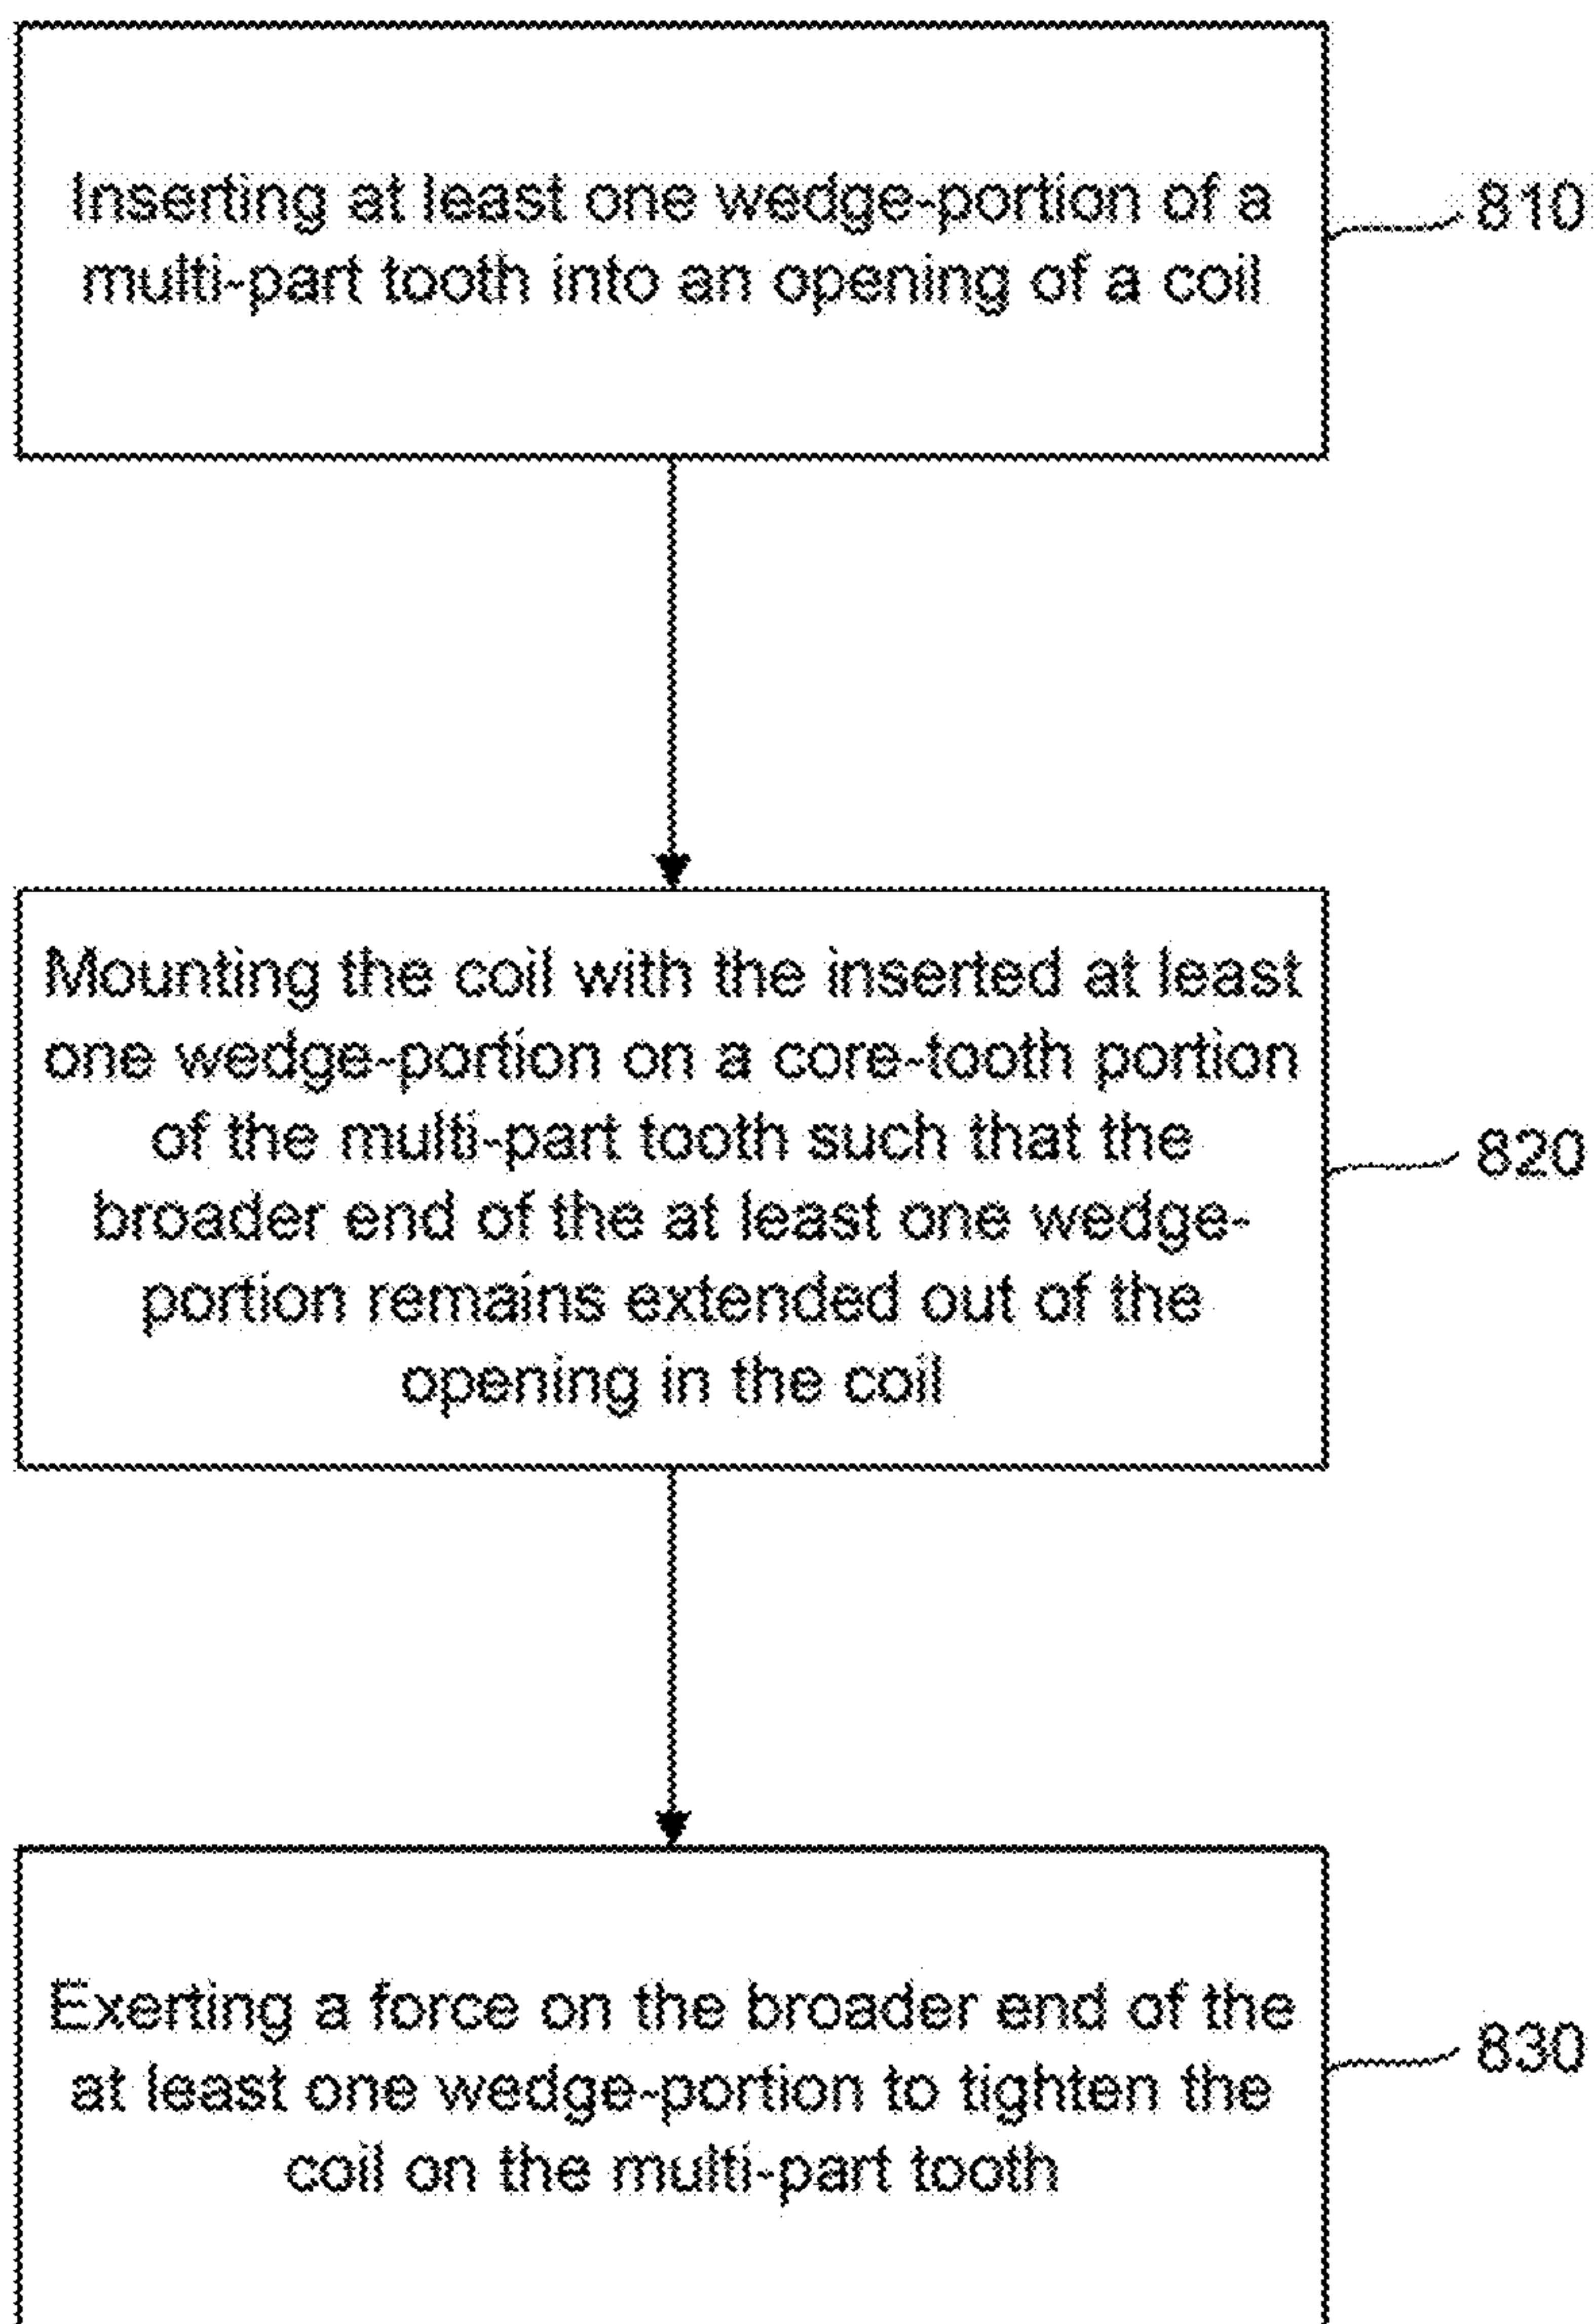 Inserting at least one wedge-portion of a
multi-part tooth into an opening of a coil
810
Mounting the coil with the inserted at least
one wedge-portion on a core-tooth portion
of the multi-part tooth such that the
broader end of the at least one wedge-
portion remains extended out of the
opening in the coil
820
Exerting a force on the broader end of the
at least one wedge-portion to tighten the
coil on the multi-part tooth
830